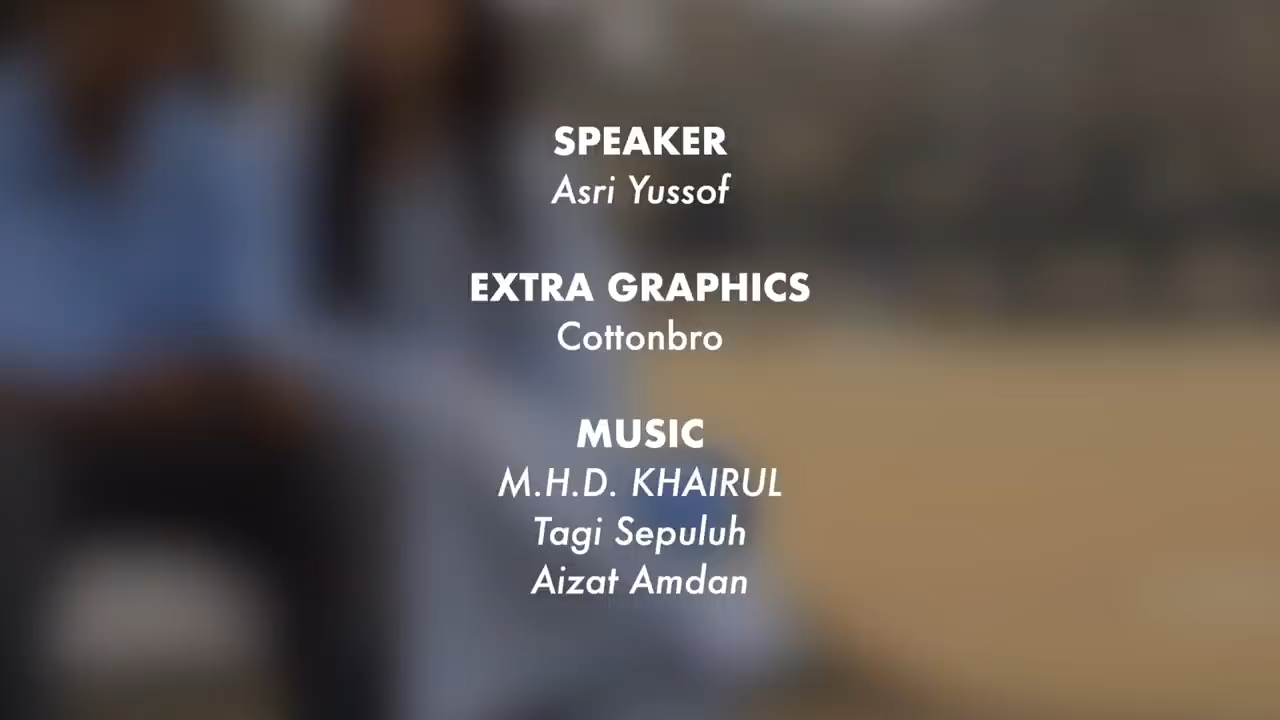 SPEAKER
Asri Yussof
EXTRA GRAPHICS
Cottonbro
MUSIC
M.H.D. KHAIRUL
Tagi Sepuluh
Aizat Amdan